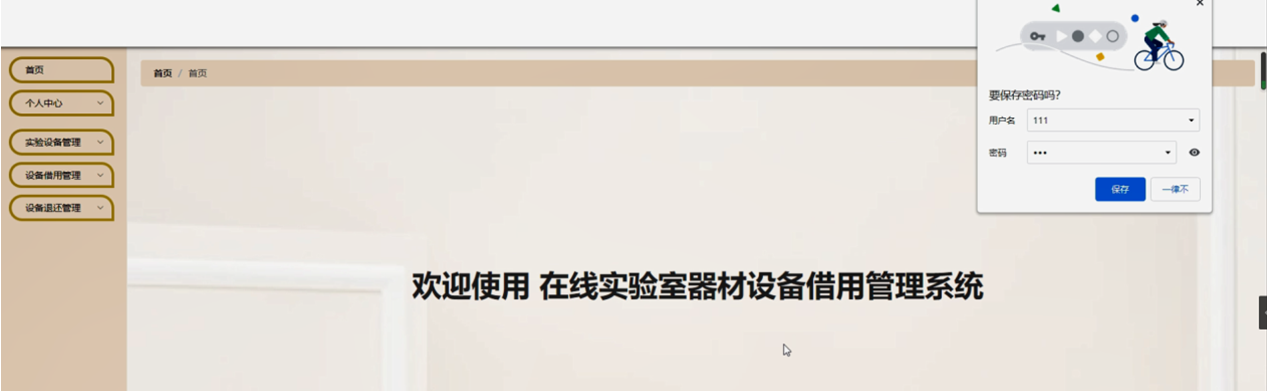 首页
个人中心
实验设备管理
设备借用管理
设备退还管理
首页 / 首页
欢迎使用 在线实验室器材设备借用管理系统
要保存密码吗?
用户名 111
密码 •••
保存 一律不